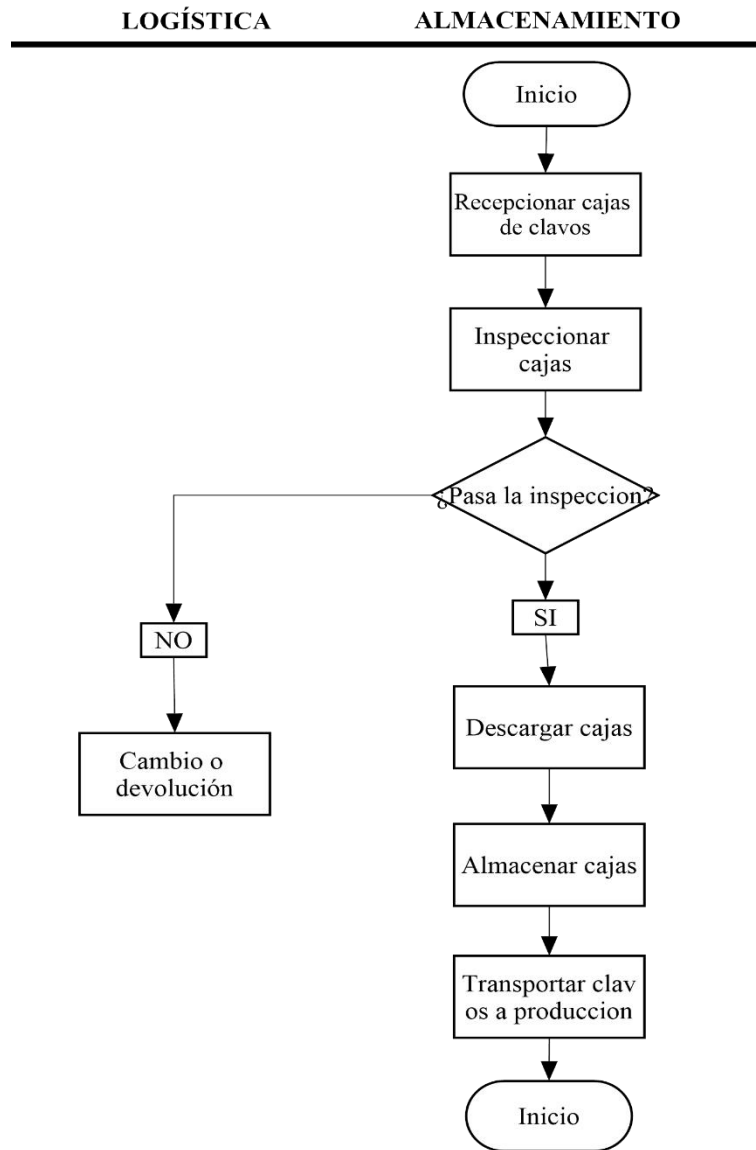 LOGÍSTICA
ALMACENAMIENTO
Inicio
Recepcionar cajas
de clavos
Inspeccionar
cajas
¿Pasa la inspeccion?
NO
SI
Cambio o
devolución
Descargar cajas
Almacenar cajas
Transportar clav
os a produccion
Inicio